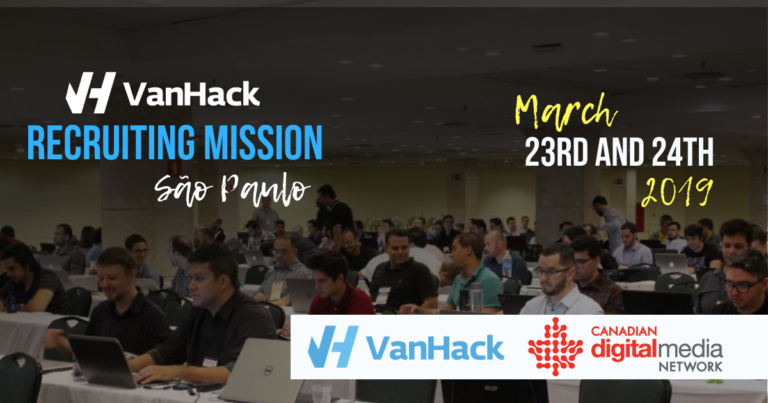 VanHack
RECRUITING MISSION
São Paulo
March
23RD AND 24TH
2019
VanHack
CANADIAN
digitalmedia
NETWORK